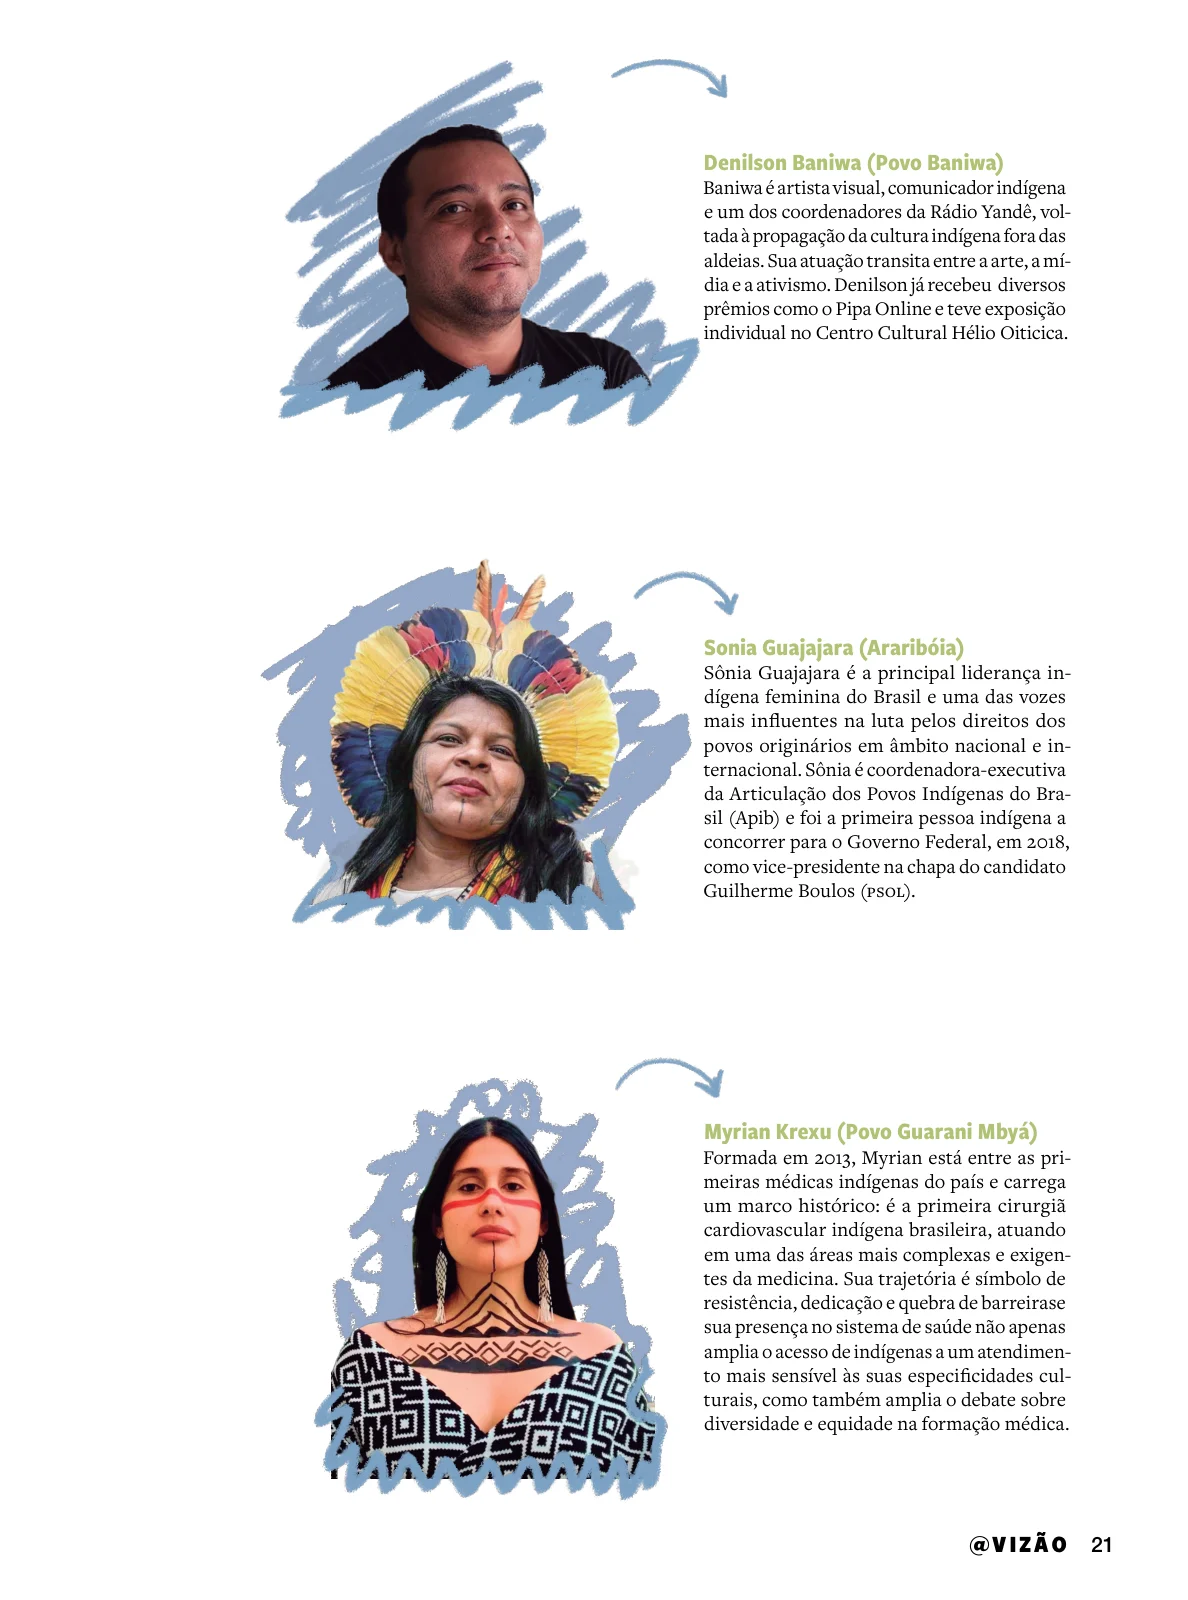 Denilson Baniwa (Povo Baniwa)
Baniwa é artista visual, comunicador indígena
e um dos coordenadores da Rádio Yandê, vol-
tada à propagação da cultura indígena fora das
aldeias. Sua atuação transita entre a arte, a mí-
dia e a ativismo. Denilson já recebeu diversos
prêmios como o Pipa Online e teve exposição
individual no Centro Cultural Hélio Oiticica.
Sonia Guajajara (Araribóia)
Sônia Guajajara é a principal liderança in-
dígena feminina do Brasil e uma das vozes
mais influentes na luta pelos direitos dos
povos originários em âmbito nacional e in-
ternacional. Sônia é coordenadora-executiva
da Articulação dos Povos Indígenas do Bra-
sil (Apib) e foi a primeira pessoa indígena a
concorrer para o Governo Federal, em 2018,
como vice-presidente na chapa do candidato
Guilherme Boulos (PSOL).
Myrian Krexu (Povo Guarani Mbyá)
Formada em 2013, Myrian está entre as pri-
meiras médicas indígenas do país e carrega
um marco histórico: é a primeira cirurgiã
cardiovascular indígena brasileira, atuando
em uma das áreas mais complexas e exigen-
tes da medicina. Sua trajetória é símbolo de
resistência, dedicação e quebra de barreirase
sua presença no sistema de saúde não apenas
amplia o acesso de indígenas a um atendimen-
to mais sensível às suas especificidades cul-
turais, como também amplia o debate sobre
diversidade e equidade na formação médica.
@VIZÃO 21